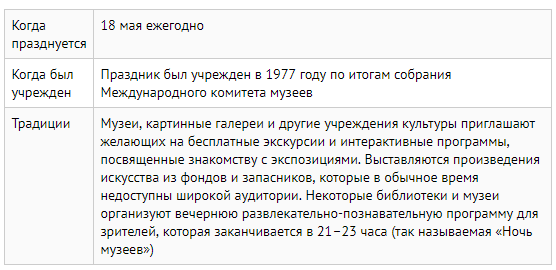 Когда
празднуется
18 мая ежегодно
Когда был
учрежден
Праздник был учрежден в 1977 году по итогам собрания
Международного комитета музеев
Традиции
Музеи, картинные галереи и другие учреждения культуры приглашают
желающих на бесплатные экскурсии и интерактивные программы,
посвященные знакомству с экспозициями. Выставляются произведения
искусства из фондов и запасников, которые в обычное время
недоступны широкой аудитории. Некоторые библиотеки и музеи
организуют вечернюю развлекательно-познавательную программу для
зрителей, которая заканчивается в 21–23 часа (так называемая «Ночь
музеев»)